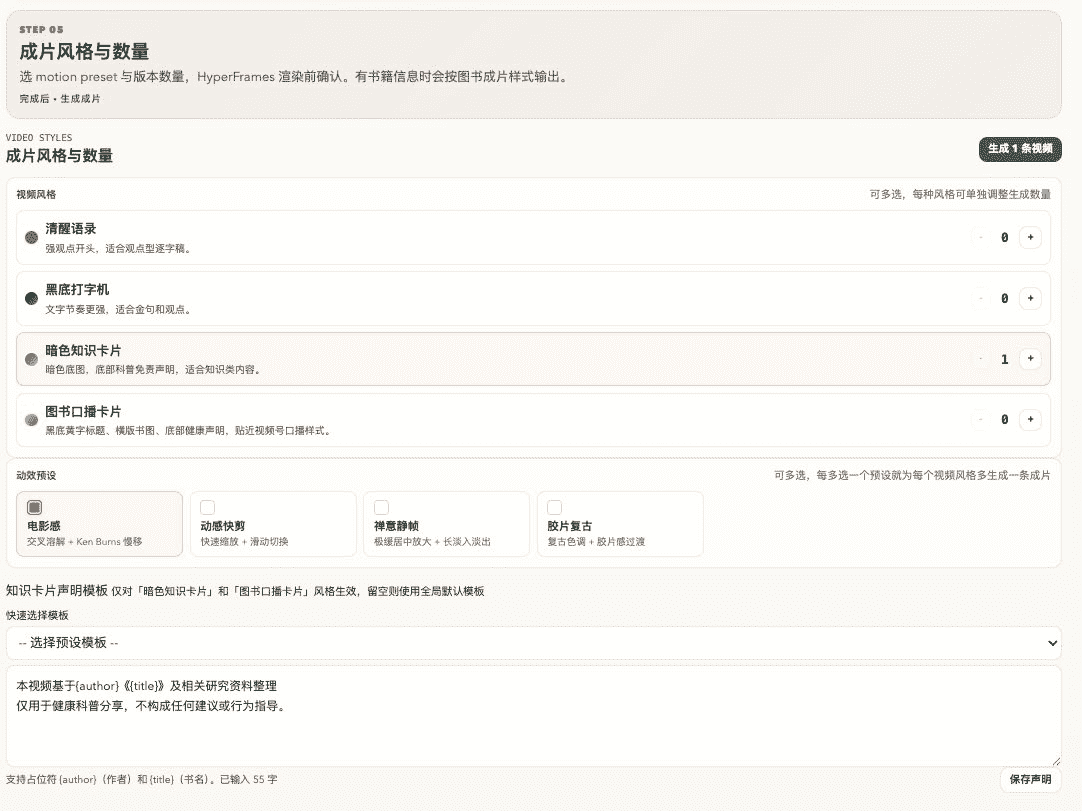 STEP 05
成片风格与数量
选 motion preset 与版本数量，HyperFrames 渲染前确认。有书籍信息时会按图书成片样式输出。
完成后 • 生成成片
VIDEO STYLES
成片风格与数量
生成 1 条视频
视频风格
可多选，每种风格可单独调整生成数量
清醒语录
强观点开头，适合观点型逐字稿。
- 0 +
黑底打字机
文字节奏更强，适合金句和观点。
- 0 +
暗色知识卡片
暗色底图，底部科普免责声明，适合知识类内容。
- 1 +
图书口播卡片
黑底黄字标题、横版书图、底部健康声明，贴近视频号口播样式。
- 0 +
动效预设
可多选，每多选一个预设就为每个视频风格多生成一条成片
电影感
交叉溶解 + Ken Burns 慢移
动感快剪
快速缩放 + 滑动切换
禅意静帧
极缓居中放大 + 长淡入淡出
胶片复古
复古色调 + 胶片感过渡
知识卡片声明模板 仅对「暗色知识卡片」和「图书口播卡片」风格生效，留空则使用全局默认模板
快速选择模板
-- 选择预设模板 --
本视频基于{author}《{title}》及相关研究资料整理
仅用于健康科普分享，不构成任何建议或行为指导。
支持占位符 {author}（作者）和 {title}（书名）。已输入 55 字
保存声明